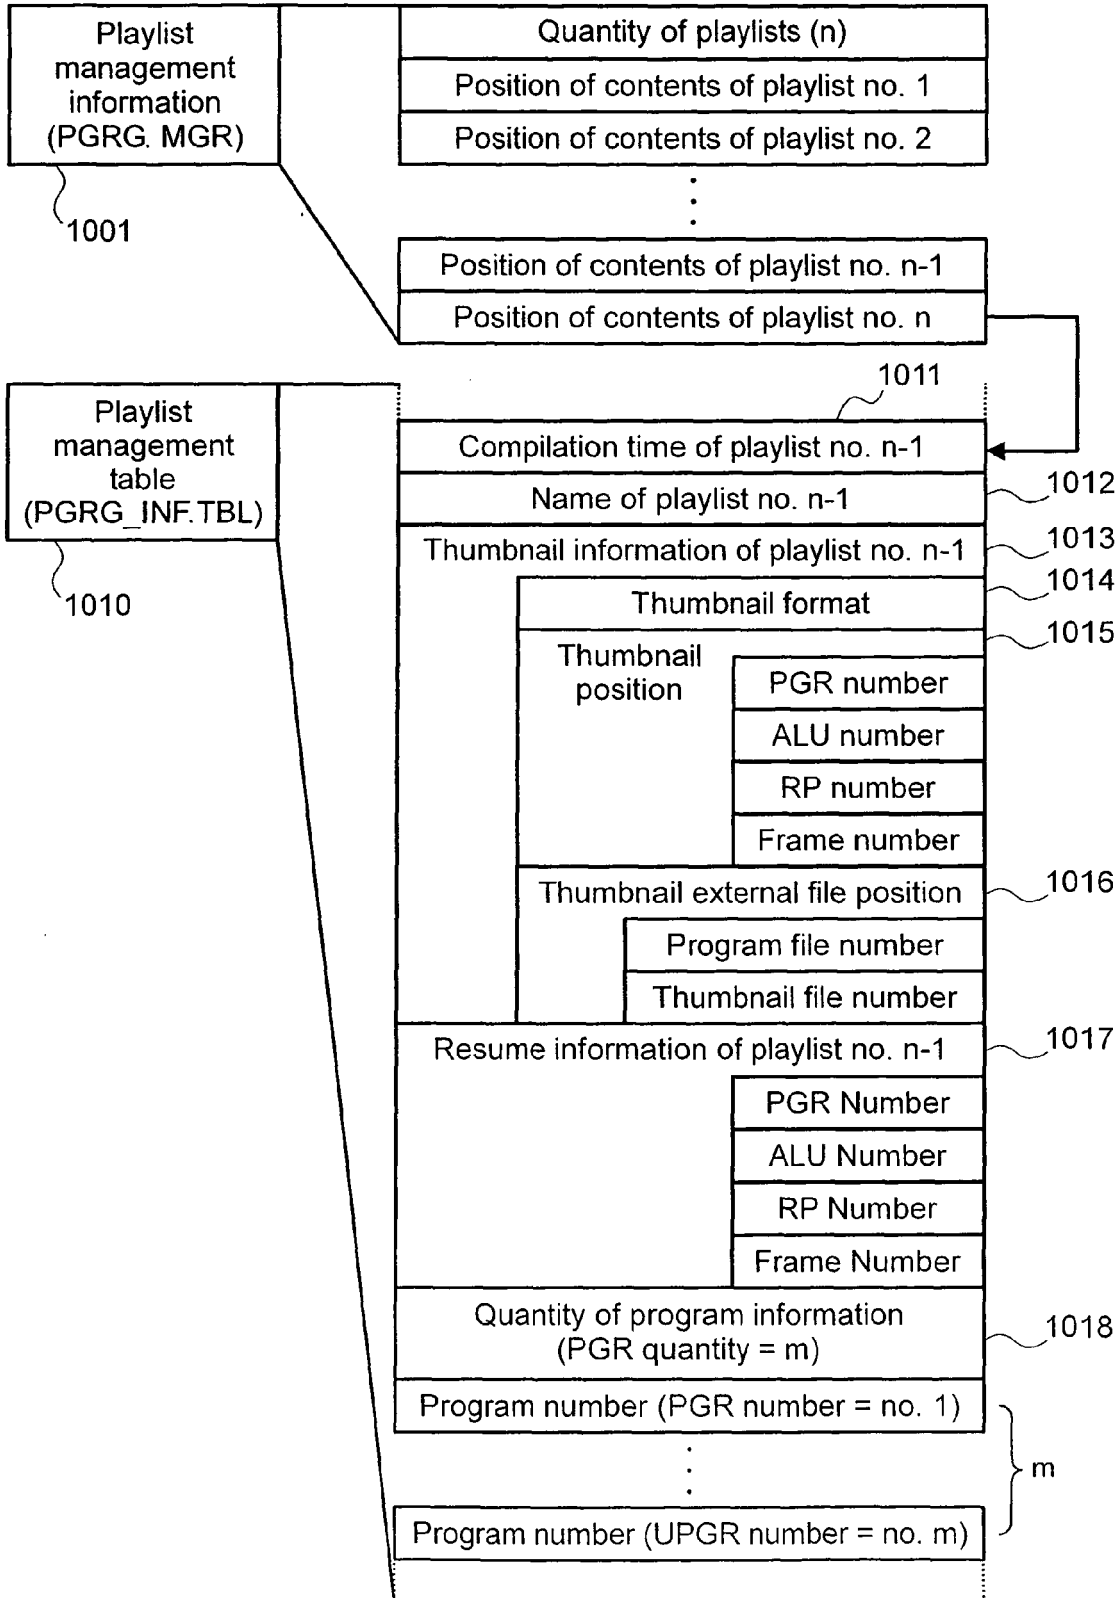 Playlist
management
information
(PGRG. MGR)
1001
Quantity of playlists (n)
Position of contents of playlist no. 1
Position of contents of playlist no. 2
Position of contents of playlist no. n-1
Position of contents of playlist no. n
Playlist
management
table
(PGRG_INF.TBL)
1010
1011
Compilation time of playlist no. n-1
Name of playlist no. n-1
1012
Thumbnail information of playlist no. n-1
1013
Thumbnail format
1014
Thumbnail
position
1015
PGR number
ALU number
RP number
Frame number
Thumbnail external file position
1016
Program file number
Thumbnail file number
Resume information of playlist no. n-1
1017
PGR Number
ALU Number
RP Number
Frame Number
Quantity of program information
(PGR quantity = m)
1018
Program number (PGR number = no. 1)
m
Program number (UPGR number = no. m)